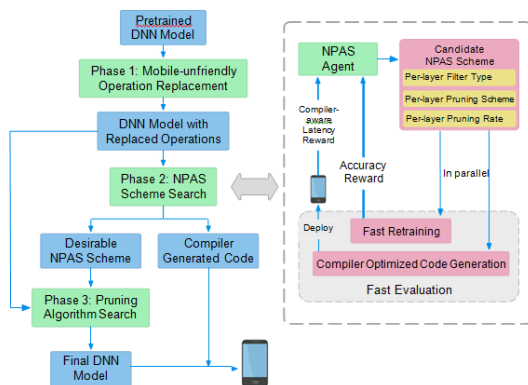 Pretrained
DNN Model
Phase 1: Mobile-unfriendly
Operation Replacement
DNN Model with
Replaced Operations
Phase 2: NPAS
Scheme Search
Desirable
NPAS Scheme
Compiler
Generated Code
Phase 3: Pruning
Algorithm Search
Final DNN
Model
NPAS
Agent
Candidate
NPAS Scheme
Per-layer Filter Type
Per-layer Pruning Scheme
Per-layer Pruning Rate
Compiler-
aware
Latency
Reward
Accuracy
Reward
In parallel
Deploy
Fast Retraining
Compiler Optimized Code Generation
Fast Evaluation